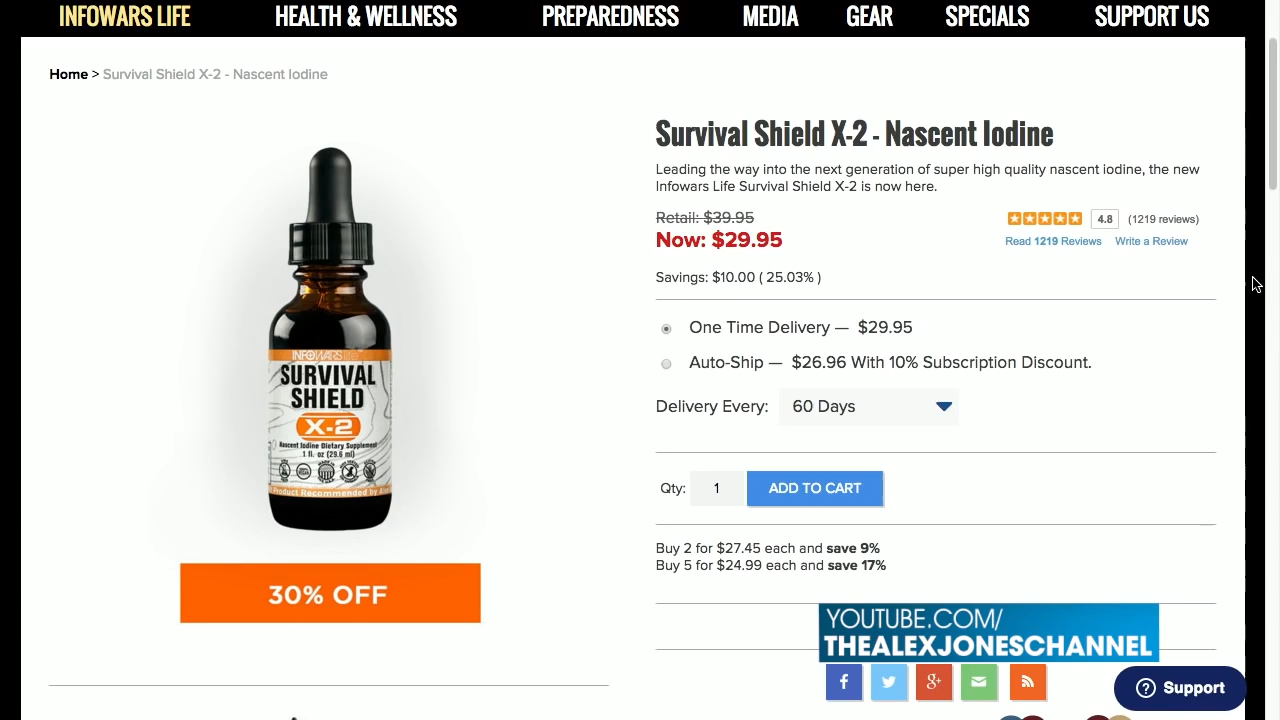 INFOWARS LIFE HEALTH & WELLNESS PREPAREDNESS MEDIA GEAR SPECIALS SUPPORT US
Home > Survival Shield X-2 - Nascent Iodine
Survival Shield X-2 - Nascent Iodine
Leading the way into the next generation of super high quality nascent iodine, the new
Infowars Life Survival Shield X-2 is now here.
Retail: $39.95
Now: $29.95
4.8 (1219 reviews)
Read 1219 Reviews Write a Review
Savings: $10.00 ( 25.03% )
One Time Delivery — $29.95
Auto-Ship — $26.96 With 10% Subscription Discount.
Delivery Every: 60 Days
Qty: 1 ADD TO CART
Buy 2 for $27.45 each and save 9%
Buy 5 for $24.99 each and save 17%
INFOWARS life
SURVIVAL
SHIELD
X-2
Nascent Iodine Dietary Supplement
1 fl. oz (29.6 ml)
Product Recommended by
30% OFF
YOUTUBE.COM/
THEALEXJONESCHANNEL
Support